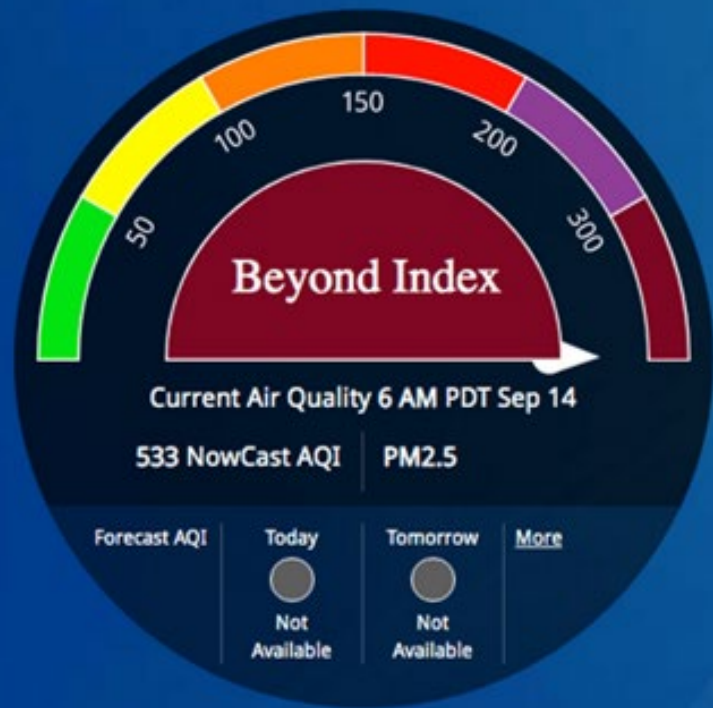 50
100
150
200
300
Beyond Index
Current Air Quality 6 AM PDT Sep 14
533 NowCast AQI PM2.5
Forecast AQI Today Tomorrow More
Not Not
Available Available